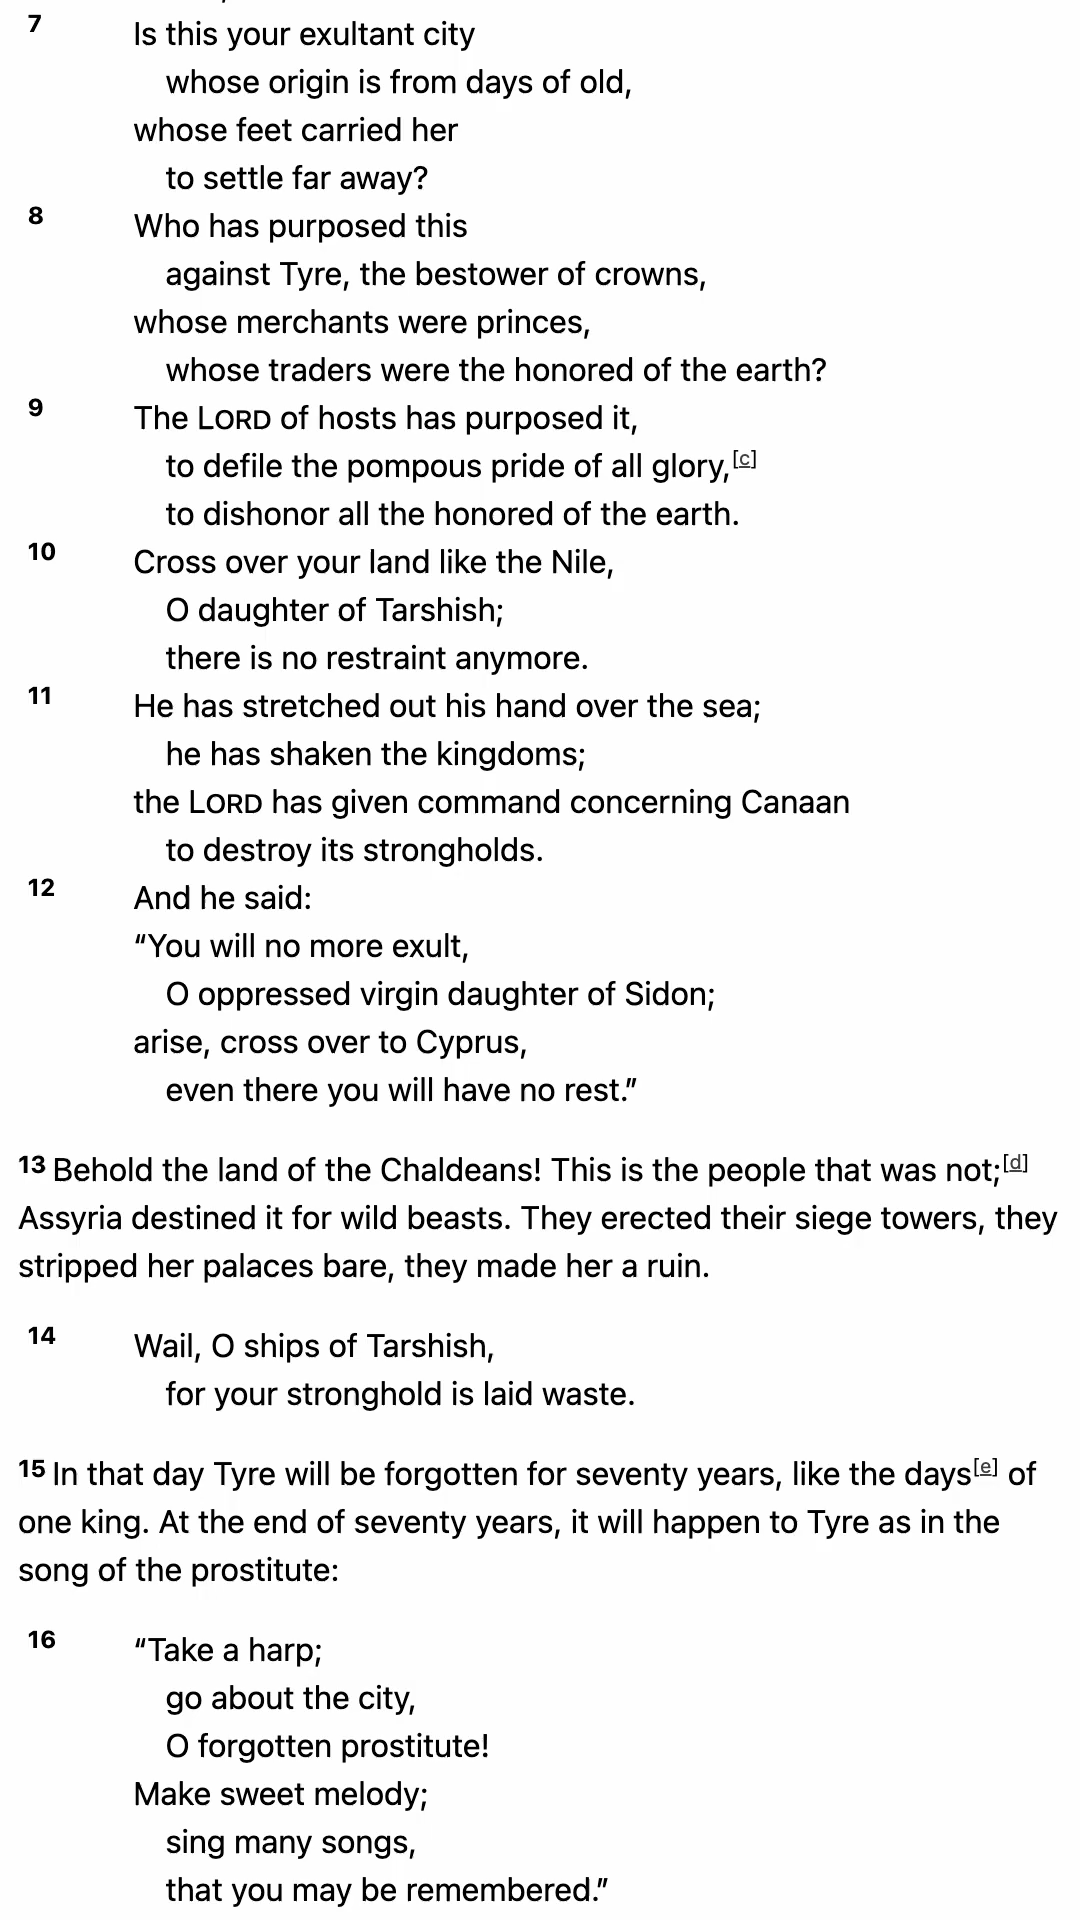 7 Is this your exultant city
whose origin is from days of old,
whose feet carried her
to settle far away?
8 Who has purposed this
against Tyre, the bestower of crowns,
whose merchants were princes,
whose traders were the honored of the earth?
9 The LORD of hosts has purposed it,
to defile the pompous pride of all glory,[c]
to dishonor all the honored of the earth.
10 Cross over your land like the Nile,
O daughter of Tarshish;
there is no restraint anymore.
11 He has stretched out his hand over the sea;
he has shaken the kingdoms;
the LORD has given command concerning Canaan
to destroy its strongholds.
12 And he said:
“You will no more exult,
O oppressed virgin daughter of Sidon;
arise, cross over to Cyprus,
even there you will have no rest.”
13 Behold the land of the Chaldeans! This is the people that was not;[d]
Assyria destined it for wild beasts. They erected their siege towers, they
stripped her palaces bare, they made her a ruin.
14 Wail, O ships of Tarshish,
for your stronghold is laid waste.
15 In that day Tyre will be forgotten for seventy years, like the days[e] of
one king. At the end of seventy years, it will happen to Tyre as in the
song of the prostitute:
16 “Take a harp;
go about the city,
O forgotten prostitute!
Make sweet melody;
sing many songs,
that you may be remembered.”